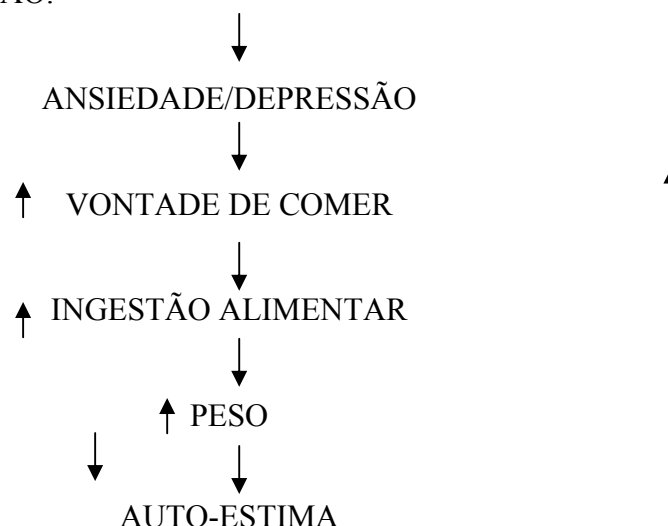 ANSIEDADE/DEPRESSÃO
VONTADE DE COMER
INGESTÃO ALIMENTAR
PESO
AUTO-ESTIMA